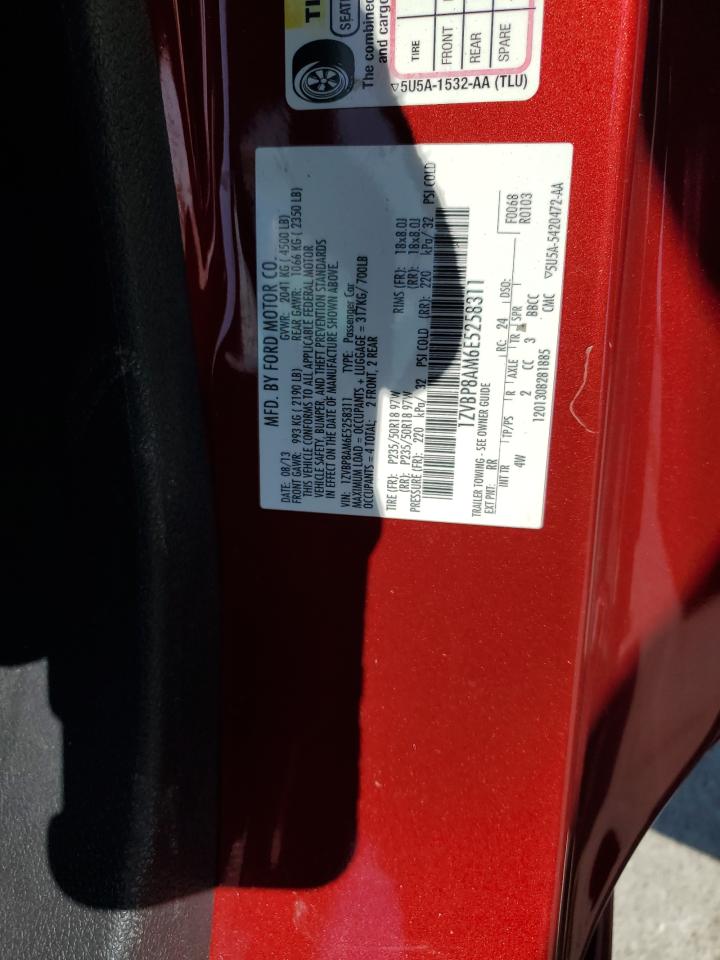 TI
SEATI
The combined
and cargo
TIRE
FRONT
REAR
SPARE
▽5U5A-1532-AA (TLU)
MFD. BY FORD MOTOR CO.
DATE: 08/13 GVWR: 2041 KG ( 4500 LB)
FRONT GAWR: 993 KG ( 2190 LB) REAR GAWR: 1066 KG ( 2350 LB)
THIS VEHICLE CONFORMS TO ALL APPLICABLE FEDERAL MOTOR
VEHICLE SAFETY, BUMPER, AND THEFT PREVENTION STANDARDS
IN EFFECT ON THE DATE OF MANUFACTURE SHOWN ABOVE.
VIN: 1ZVBP8AM6E5258311 TYPE: Passenger Car
MAXIMUM LOAD = OCCUPANTS + LUGGAGE = 317KG/ 700LB
OCCUPANTS = 4 TOTAL; 2 FRONT, 2 REAR
TIRE (FR): P235/50R18 97W RIMS (FR): 18x8.0J
(RR): P235/50R18 97W (RR): 18x8.0J
PRESSURE (FR): 220 kPa/ 32 PSI COLD (RR): 220 kPa/ 32 PSI COLD
1ZVBP8AM6E5258311
TRAILER TOWING - SEE OWNER GUIDE
EXT PNT: RR RC: 24 DSO: F0068
R0103
INT TR TP/PS R AXLE TR SPR
4W 2 CC 3 BBCC
1201308281885 CMC
▽5U5A-5420472-AA